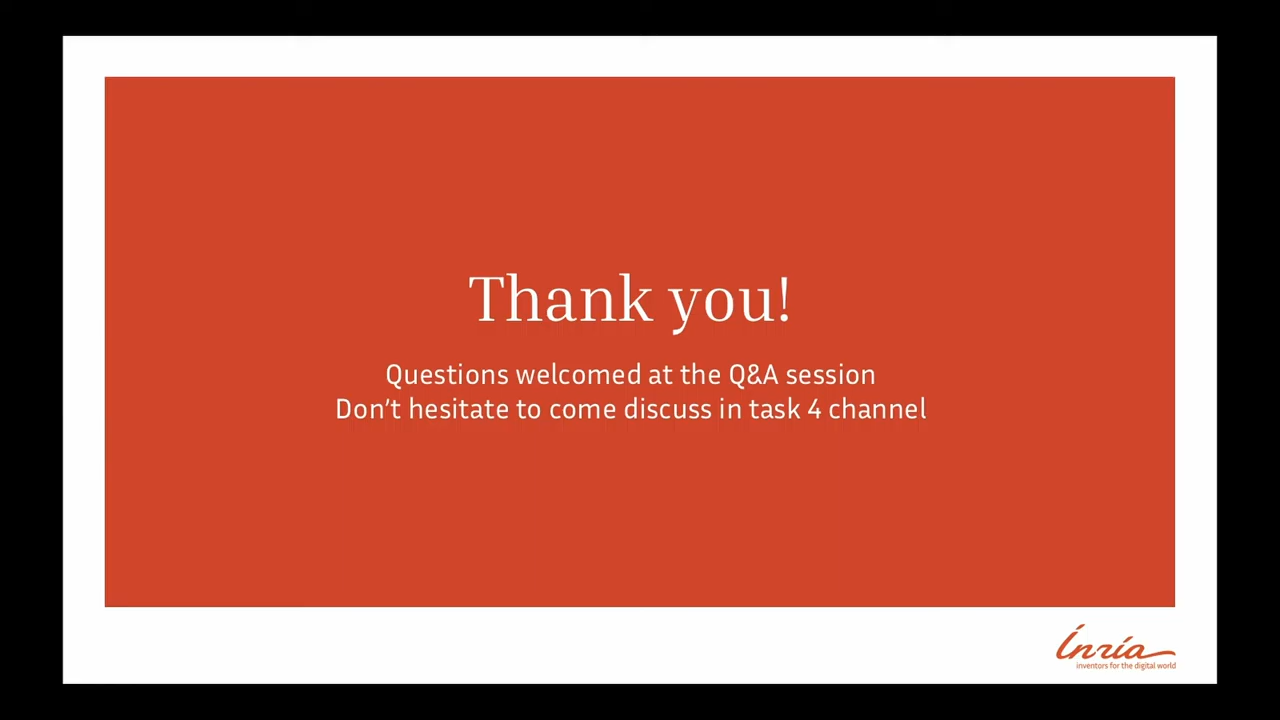 Thank you!
Questions welcomed at the Q&A session
Don't hesitate to come discuss in task 4 channel
Inria
inventors for the digital world